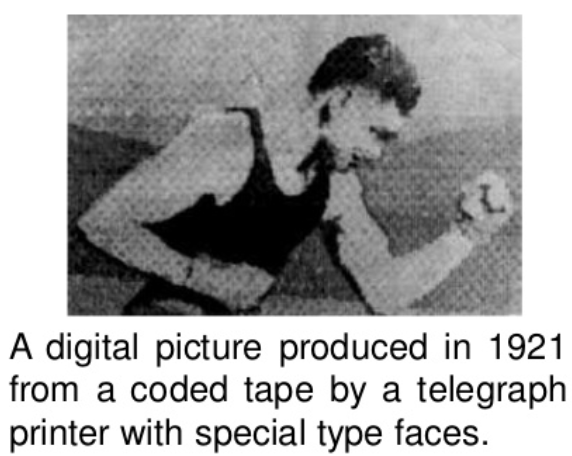 A digital picture produced in 1921
from a coded tape by a telegraph
printer with special type faces.